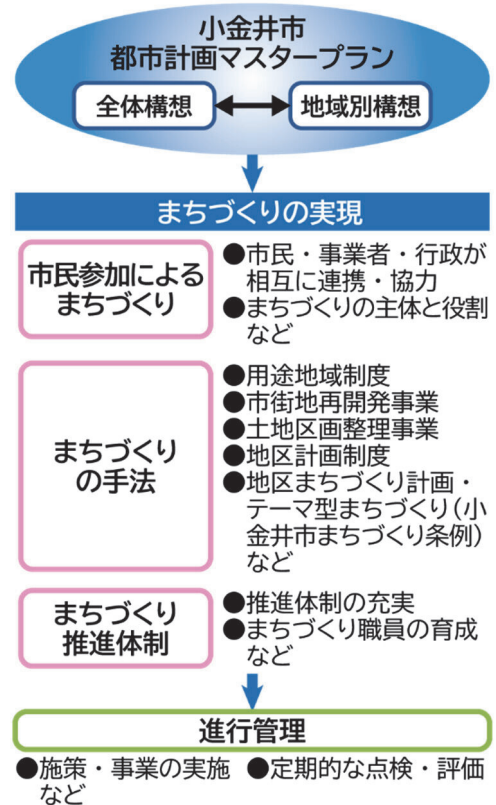 小金井市
都市計画マスタープラン
全体構想
地域別構想
まちづくりの実現
市民参加による
まちづくり
●市民・事業者・行政が
相互に連携・協力
●まちづくりの主体と役割
など
まちづくり
の手法
●用途地域制度
●市街地再開発事業
●土地区画整理事業
●地区計画制度
●地区まちづくり計画・
テーマ型まちづくり(小
金井市まちづくり条例)
など
まちづくり
推進体制
●推進体制の充実
●まちづくり職員の育成
など
進行管理
●施策・事業の実施 ●定期的な点検・評価
など